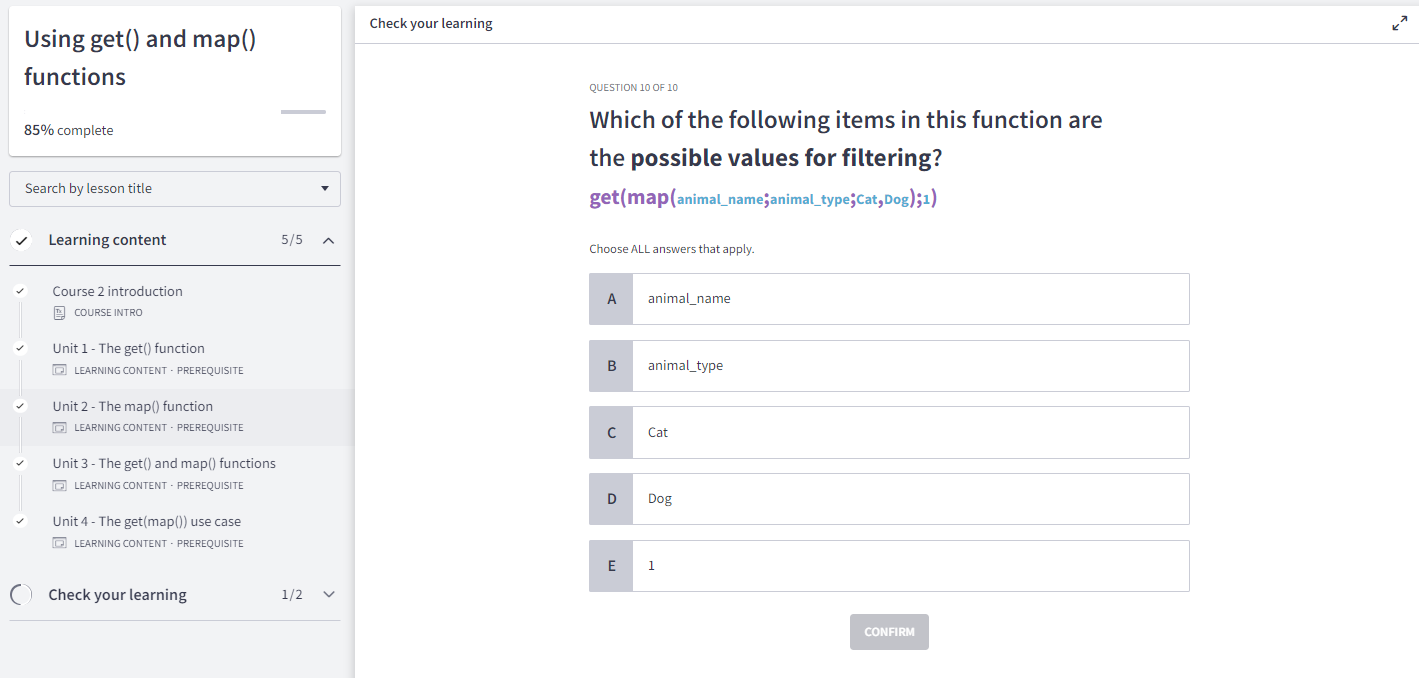 Using get() and map()
functions
85% complete
Search by lesson title
Learning content 5/5
Course 2 introduction
COURSE INTRO
Unit 1 - The get() function
LEARNING CONTENT - PREREQUISITE
Unit 2 - The map() function
LEARNING CONTENT - PREREQUISITE
Unit 3 - The get() and map() functions
LEARNING CONTENT - PREREQUISITE
Unit 4 - The get(map()) use case
LEARNING CONTENT - PREREQUISITE
Check your learning 1/2
Check your learning
QUESTION 10 OF 10
Which of the following items in this function are
the possible values for filtering?
get(map(animal_name;animal_type;Cat,Dog);1)
Choose ALL answers that apply.
A animal_name
B animal_type
C Cat
D Dog
E 1
CONFIRM